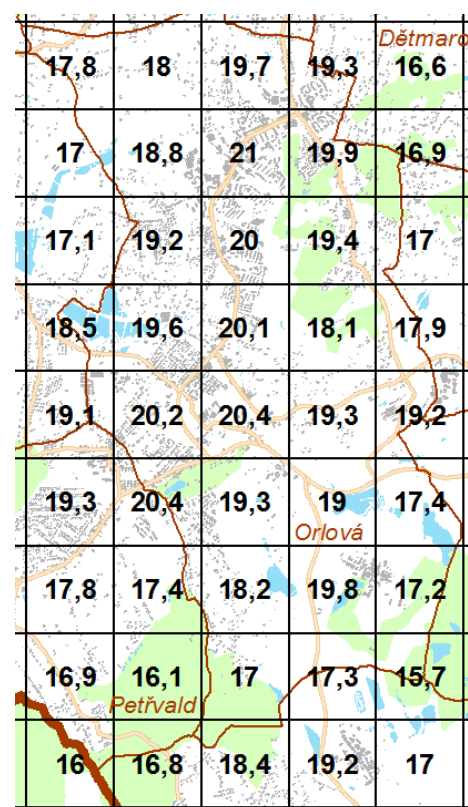 Dětmaro
17,8 18 19,7 19,3 16,6
17 18,8 21 19,9 16,9
17,1 19,2 20 19,4 17
18,5 19,6 20,1 18,1 17,9
19,1 20,2 20,4 19,3 19,2
19,3 20,4 19,3 19 17,4
Orlová
17,8 17,4 18,2 19,8 17,2
16,9 16,1 17 17,3 15,7
Petřvald
16 16,8 18,4 19,2 17